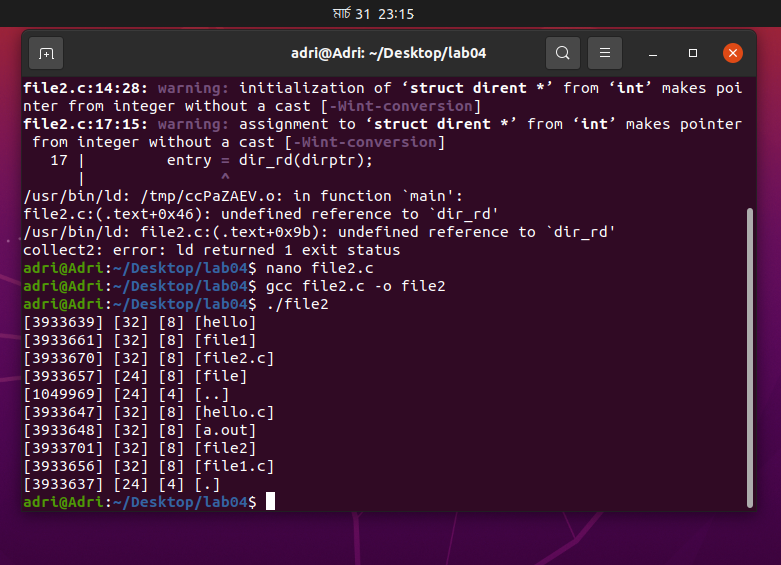 মার্চ 31 23:15
adri@Adri: ~/Desktop/lab04
file2.c:14:28: warning: initialization of ‘struct dirent *’ from ‘int’ makes poi
nter from integer without a cast [-Wint-conversion]
file2.c:17:15: warning: assignment to ‘struct dirent *’ from ‘int’ makes pointer
 from integer without a cast [-Wint-conversion]
   17 |         entry = dir_rd(dirptr);
      |               ^
/usr/bin/ld: /tmp/ccPaZAEV.o: in function `main':
file2.c:(.text+0x46): undefined reference to `dir_rd'
/usr/bin/ld: file2.c:(.text+0x9b): undefined reference to `dir_rd'
collect2: error: ld returned 1 exit status
adri@Adri:~/Desktop/lab04$ nano file2.c
adri@Adri:~/Desktop/lab04$ gcc file2.c -o file2
adri@Adri:~/Desktop/lab04$ ./file2
[3933639] [32] [8] [hello]
[3933661] [32] [8] [file1]
[3933670] [32] [8] [file2.c]
[3933657] [24] [8] [file]
[1049969] [24] [4] [..]
[3933647] [32] [8] [hello.c]
[3933648] [32] [8] [a.out]
[3933701] [32] [8] [file2]
[3933656] [32] [8] [file1.c]
[3933637] [24] [4] [.]
adri@Adri:~/Desktop/lab04$